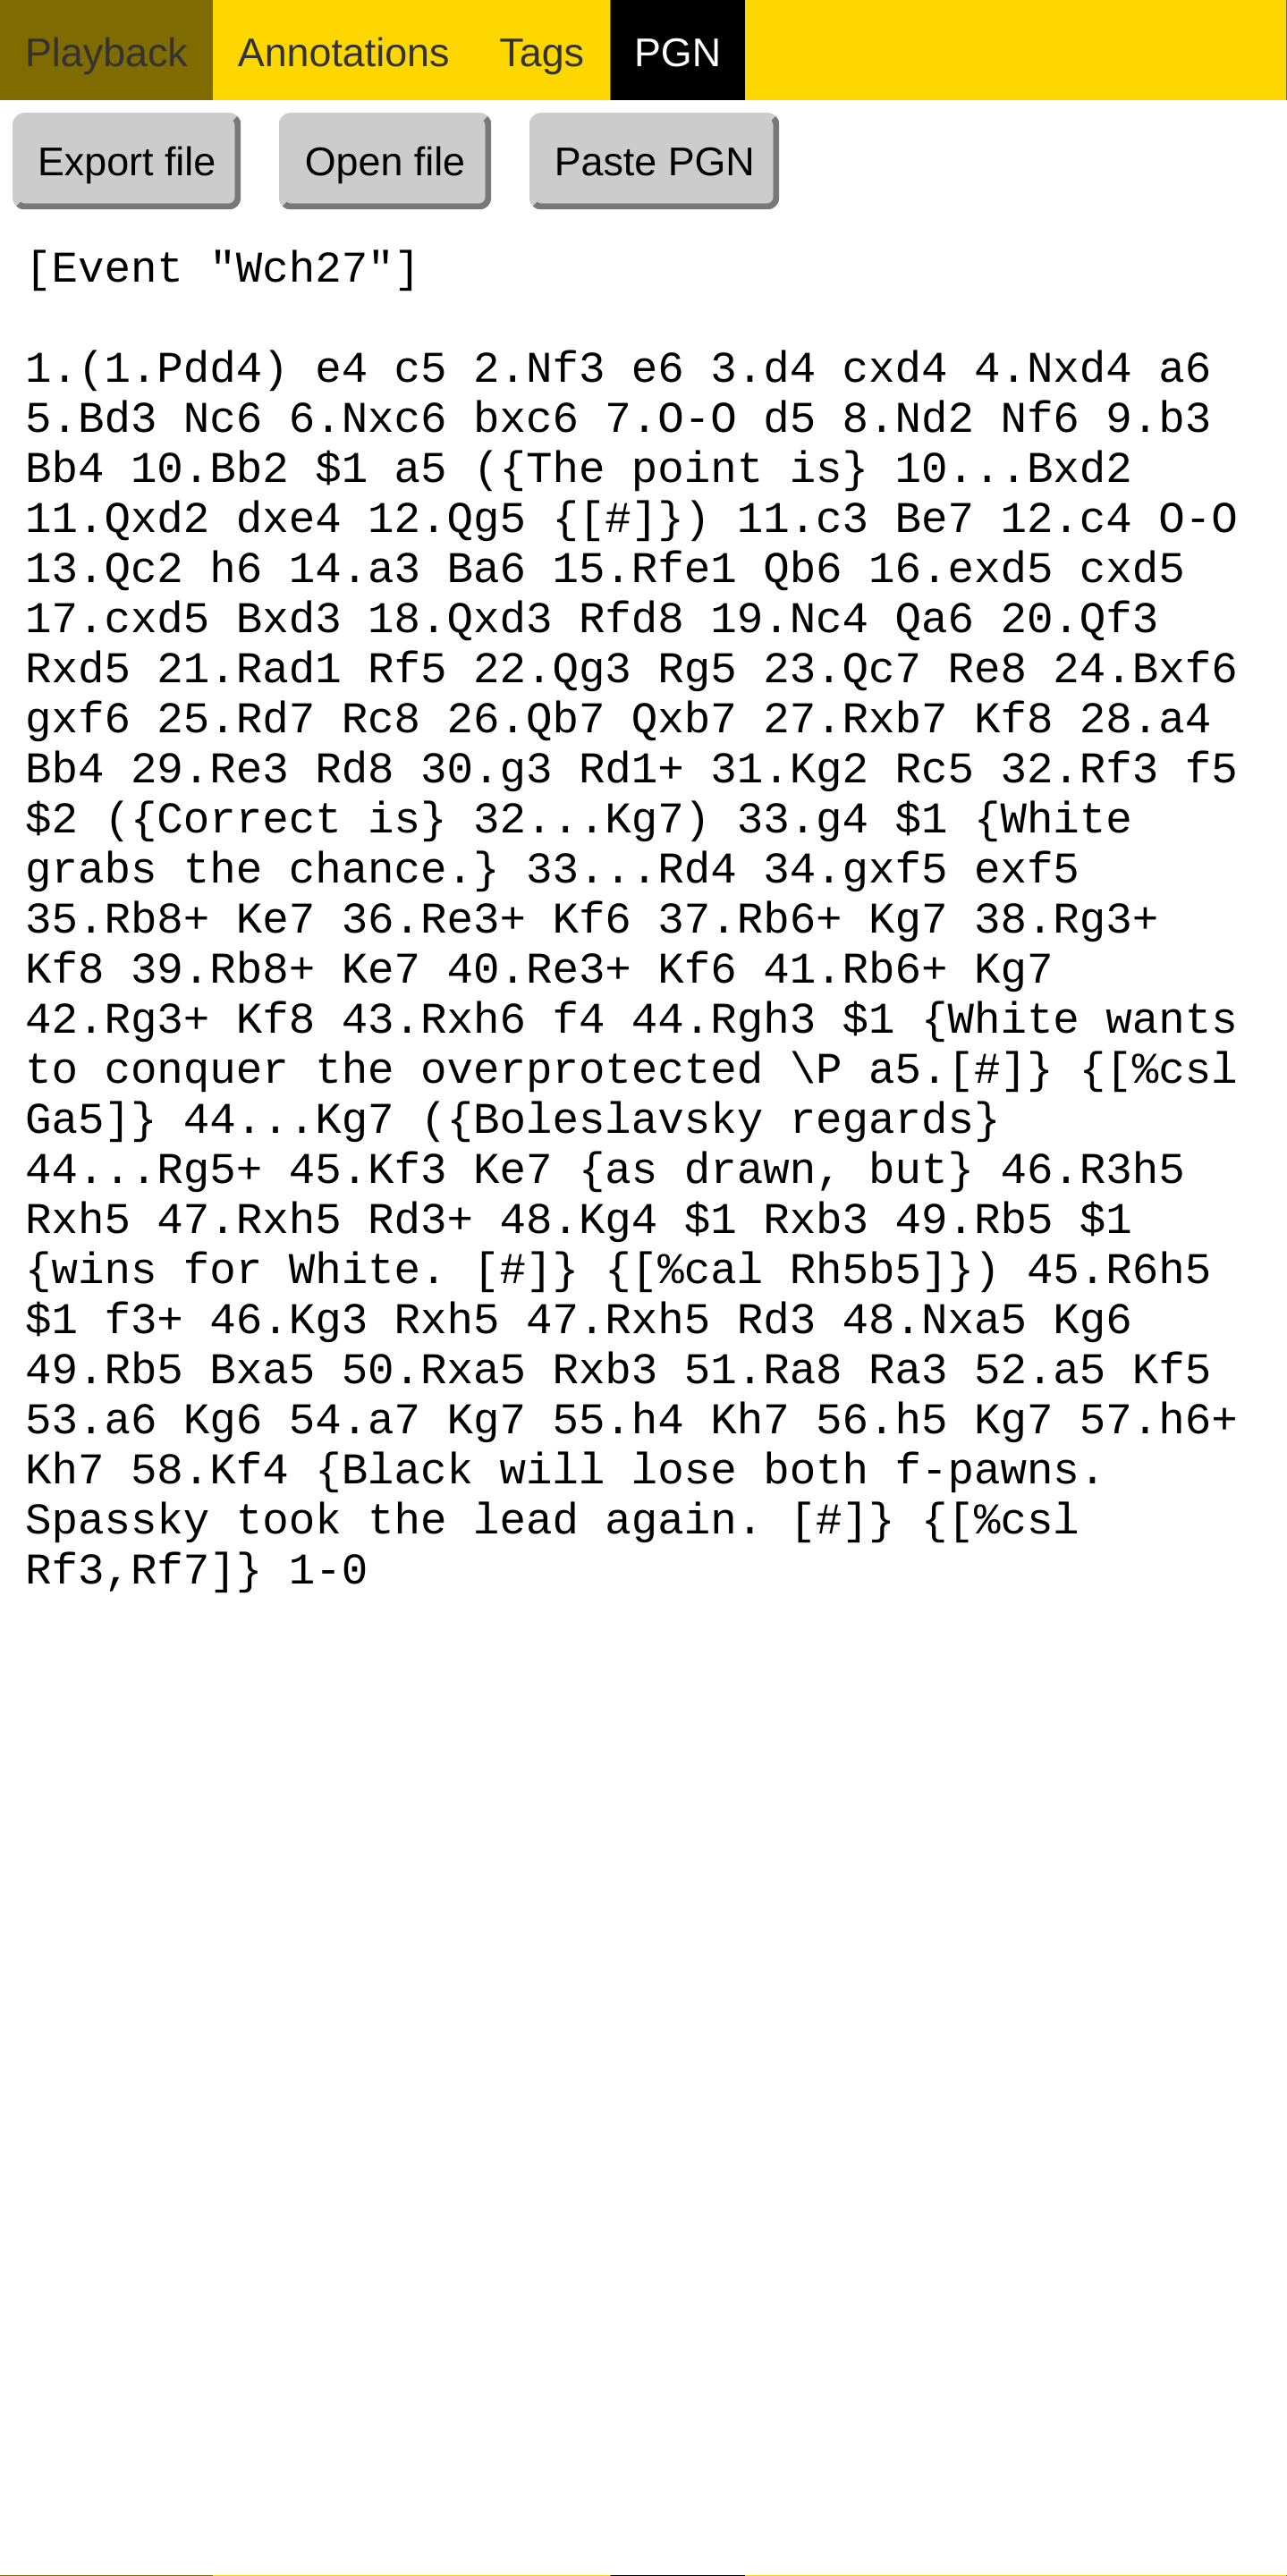 Playback Annotations Tags PGN
Export file Open file Paste PGN
[Event "Wch27"]
1.(1.Pdd4) e4 c5 2.Nf3 e6 3.d4 cxd4 4.Nxd4 a6
5.Bd3 Nc6 6.Nxc6 bxc6 7.O-O d5 8.Nd2 Nf6 9.b3
Bb4 10.Bb2 $1 a5 ({The point is} 10...Bxd2
11.Qxd2 dxe4 12.Qg5 {[#]}) 11.c3 Be7 12.c4 O-O
13.Qc2 h6 14.a3 Ba6 15.Rfe1 Qb6 16.exd5 cxd5
17.cxd5 Bxd3 18.Qxd3 Rfd8 19.Nc4 Qa6 20.Qf3
Rxd5 21.Rad1 Rf5 22.Qg3 Rg5 23.Qc7 Re8 24.Bxf6
gxf6 25.Rd7 Rc8 26.Qb7 Qxb7 27.Rxb7 Kf8 28.a4
Bb4 29.Re3 Rd8 30.g3 Rd1+ 31.Kg2 Rc5 32.Rf3 f5
$2 ({Correct is} 32...Kg7) 33.g4 $1 {White
grabs the chance.} 33...Rd4 34.gxf5 exf5
35.Rb8+ Ke7 36.Re3+ Kf6 37.Rb6+ Kg7 38.Rg3+
Kf8 39.Rb8+ Ke7 40.Re3+ Kf6 41.Rb6+ Kg7
42.Rg3+ Kf8 43.Rxh6 f4 44.Rgh3 $1 {White wants
to conquer the overprotected \P a5.[#]} {[%csl
Ga5]} 44...Kg7 ({Boleslavsky regards}
44...Rg5+ 45.Kf3 Ke7 {as drawn, but} 46.R3h5
Rxh5 47.Rxh5 Rd3+ 48.Kg4 $1 Rxb3 49.Rb5 $1
{wins for White. [#]} {[%cal Rh5b5]}) 45.R6h5
$1 f3+ 46.Kg3 Rxh5 47.Rxh5 Rd3 48.Nxa5 Kg6
49.Rb5 Bxa5 50.Rxa5 Rxb3 51.Ra8 Ra3 52.a5 Kf5
53.a6 Kg6 54.a7 Kg7 55.h4 Kh7 56.h5 Kg7 57.h6+
Kh7 58.Kf4 {Black will lose both f-pawns.
Spassky took the lead again. [#]} {[%csl
Rf3,Rf7]} 1-0